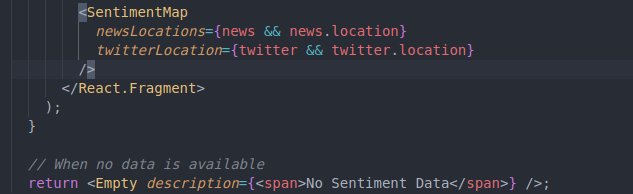 <SentimentMap
newsLocations={news && news.location}
twitterLocation={twitter && twitter.location}
/>
</React.Fragment>
);
}
// When no data is available
return <Empty description={<span>No Sentiment Data</span>} />;